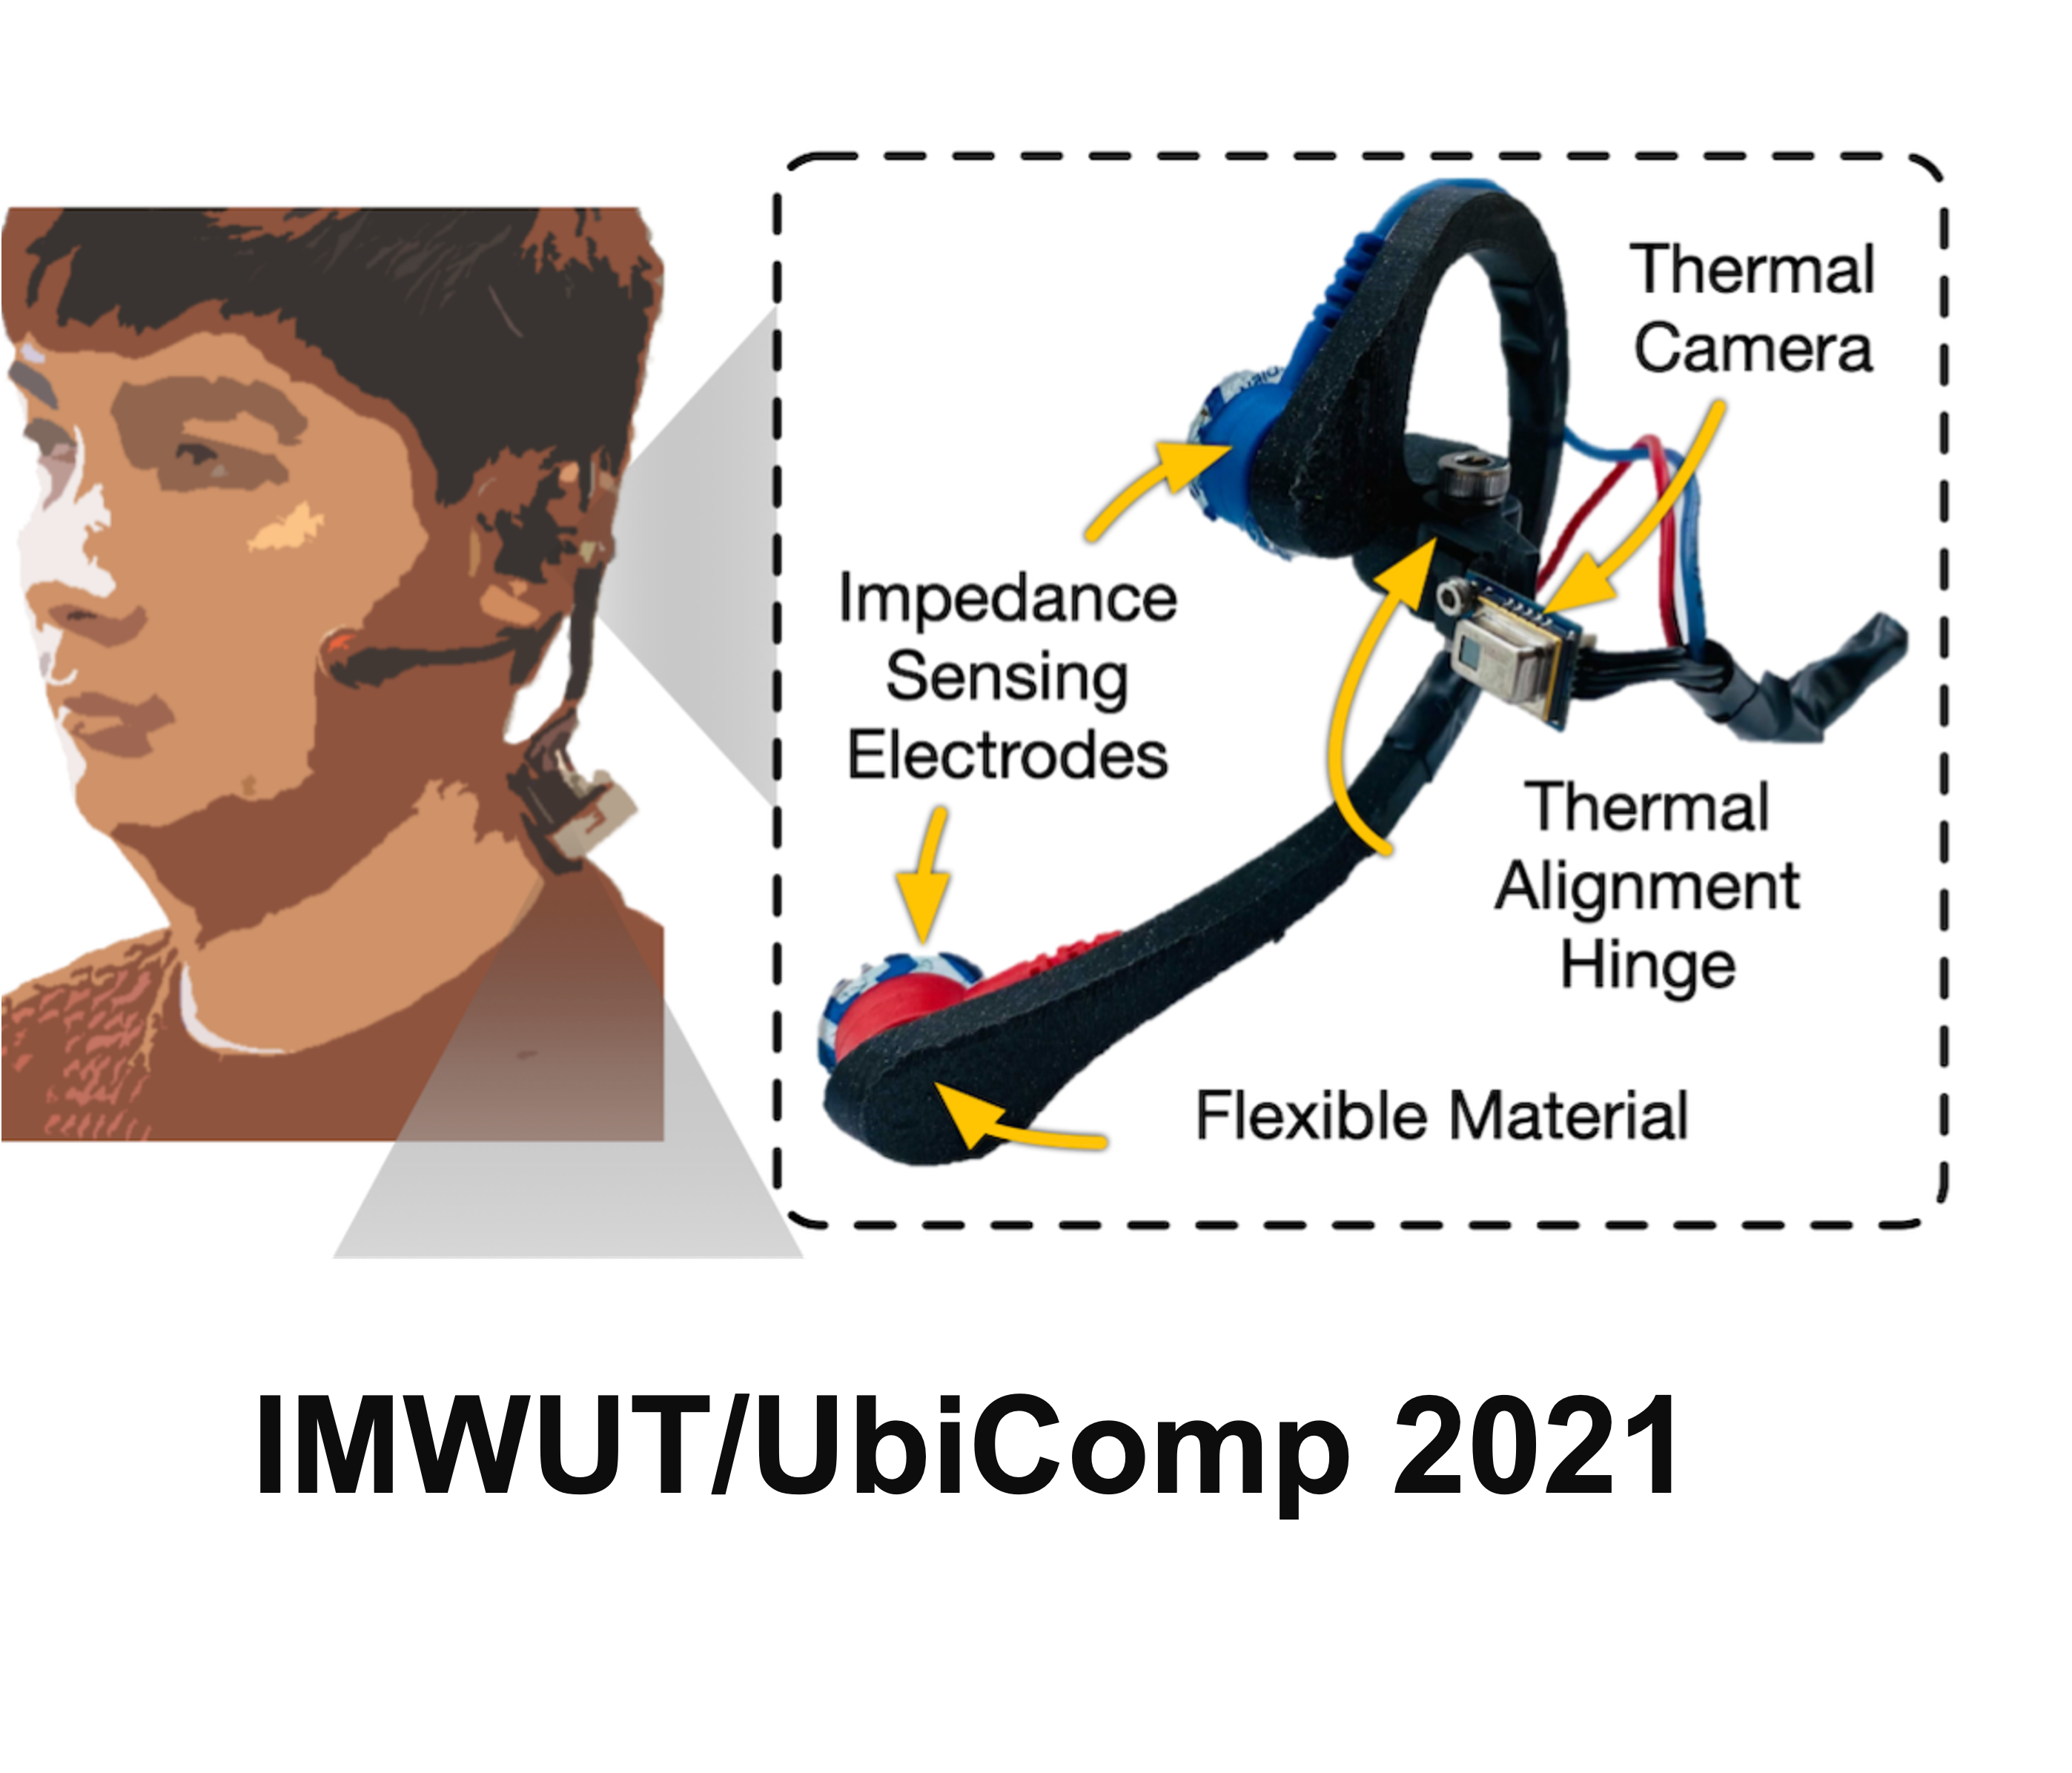 Thermal
Camera
Impedance
Sensing
Electrodes
Thermal
Alignment
Hinge
Flexible Material
IMWUT/UbiComp 2021